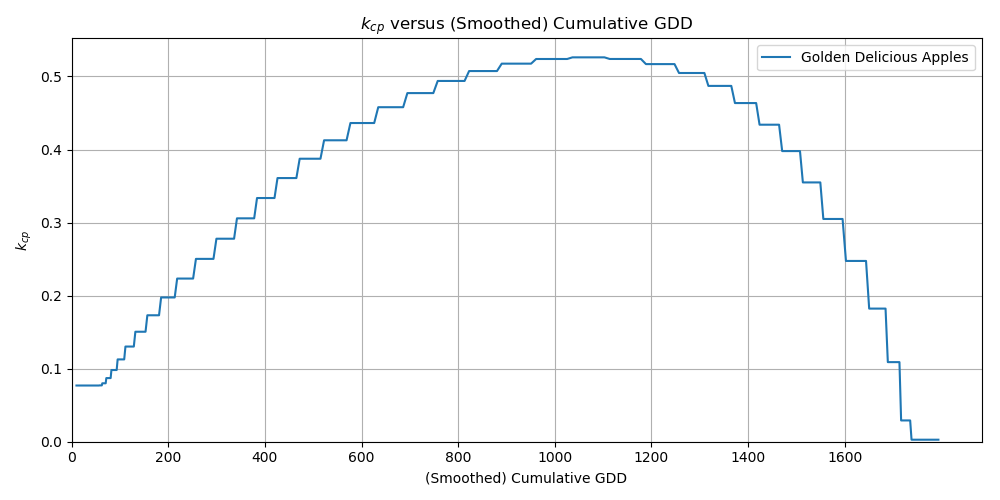 k_cp versus (Smoothed) Cumulative GDD
Golden Delicious Apples
k_cp
0.5
0.4
0.3
0.2
0.1
0.0
0 200 400 600 800 1000 1200 1400 1600
(Smoothed) Cumulative GDD